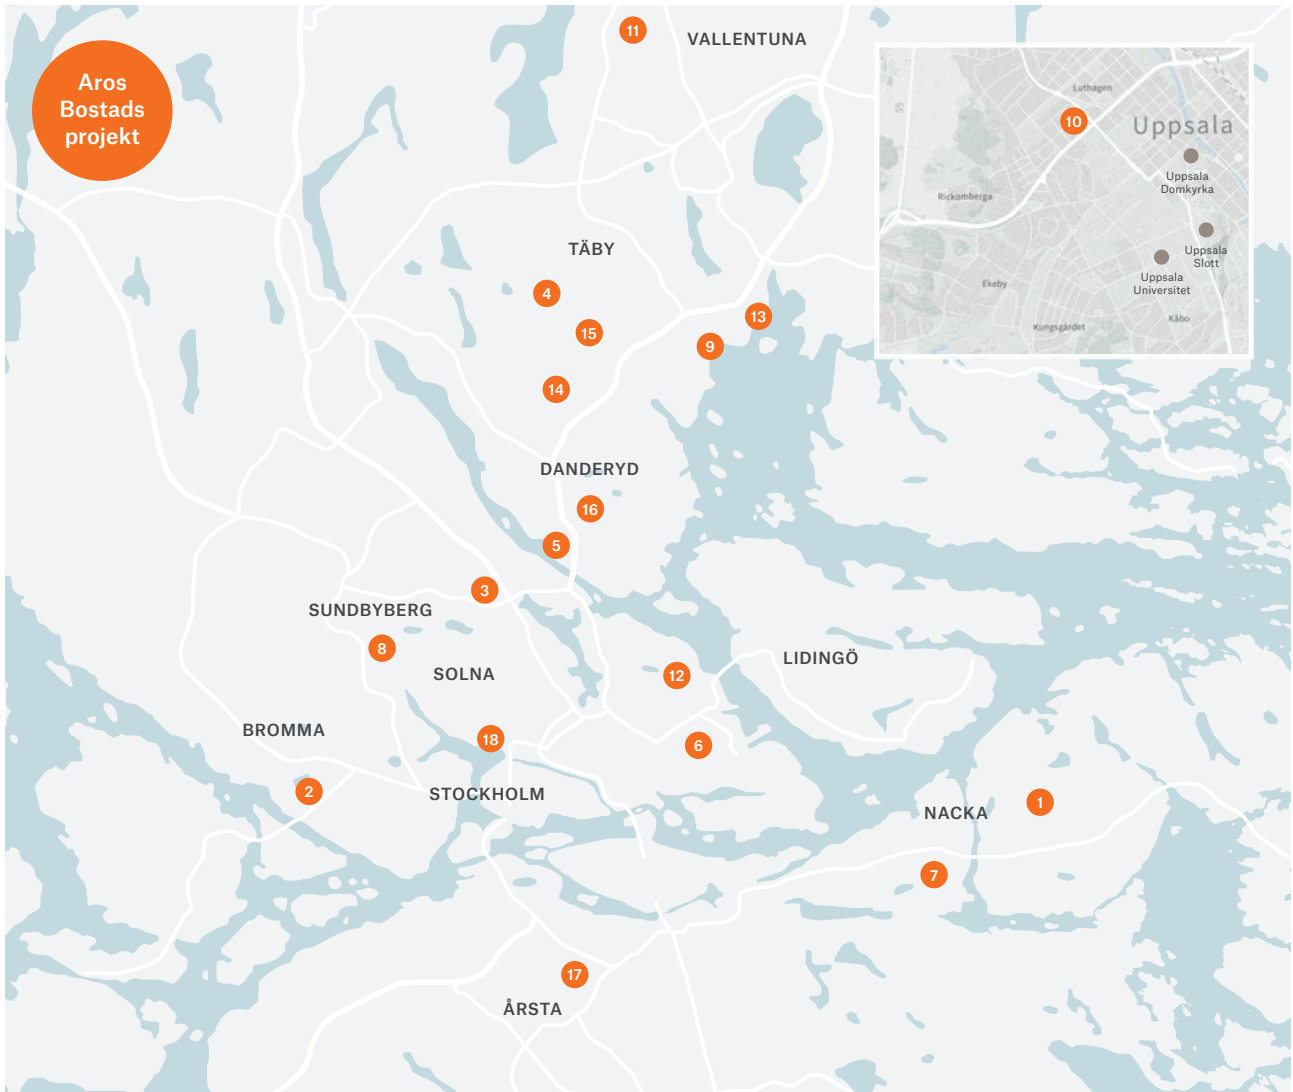 11
VALLENTUNA
Aros
Bostads
projekt
Luthagen
10
Uppsala
Uppsala
Domkyrka
Rickomberga
Uppsala
Slott
Uppsala
Universitet
Ekeby
Kungsgärdet
Kåbo
55
TÄBY
4
13
15
9
14
DANDERYD
16
5
3
SUNDBYBERG
8
SOLNA
LIDINGÖ
12
BROMMA
18
6
2
STOCKHOLM
1
NACKA
7
17
ÅRSTA